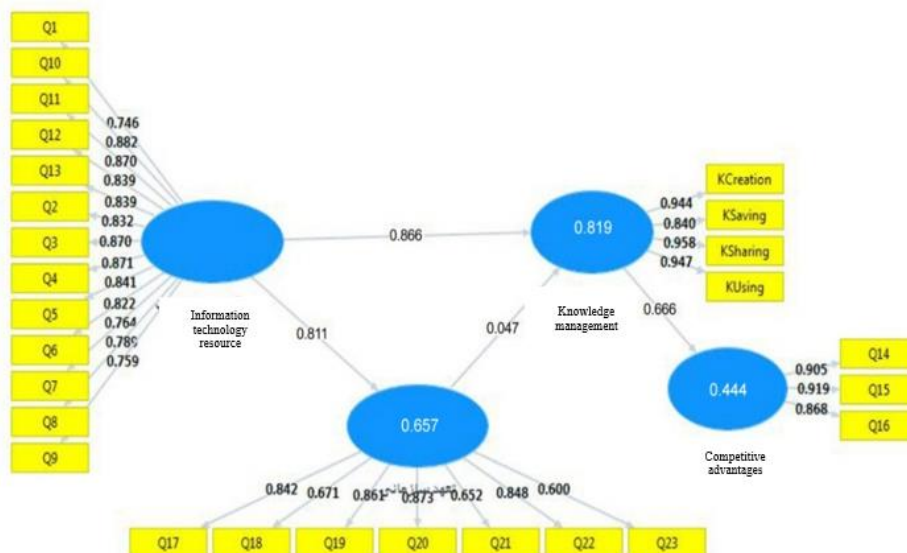 Q1
Q10
Q11
Q12
Q13
Q2
Q3
Q4
Q5
Q6
Q7
Q8
Q9
0.746
0.882
0.870
0.839
0.839
0.832
0.870
0.871
0.841
0.822
0.764
0.789
0.759
Information
technology
resource
0.866
0.811
0.819
Knowledge
management
0.047
0.944
0.840
0.958
0.947
KCreation
KSaving
KSharing
KUsing
0.666
0.444
Competitive
advantages
0.905
0.919
0.868
Q14
Q15
Q16
0.657
0.842
0.671
0.861
0.873
0.652
0.848
0.600
Q17
Q18
Q19
Q20
Q21
Q22
Q23